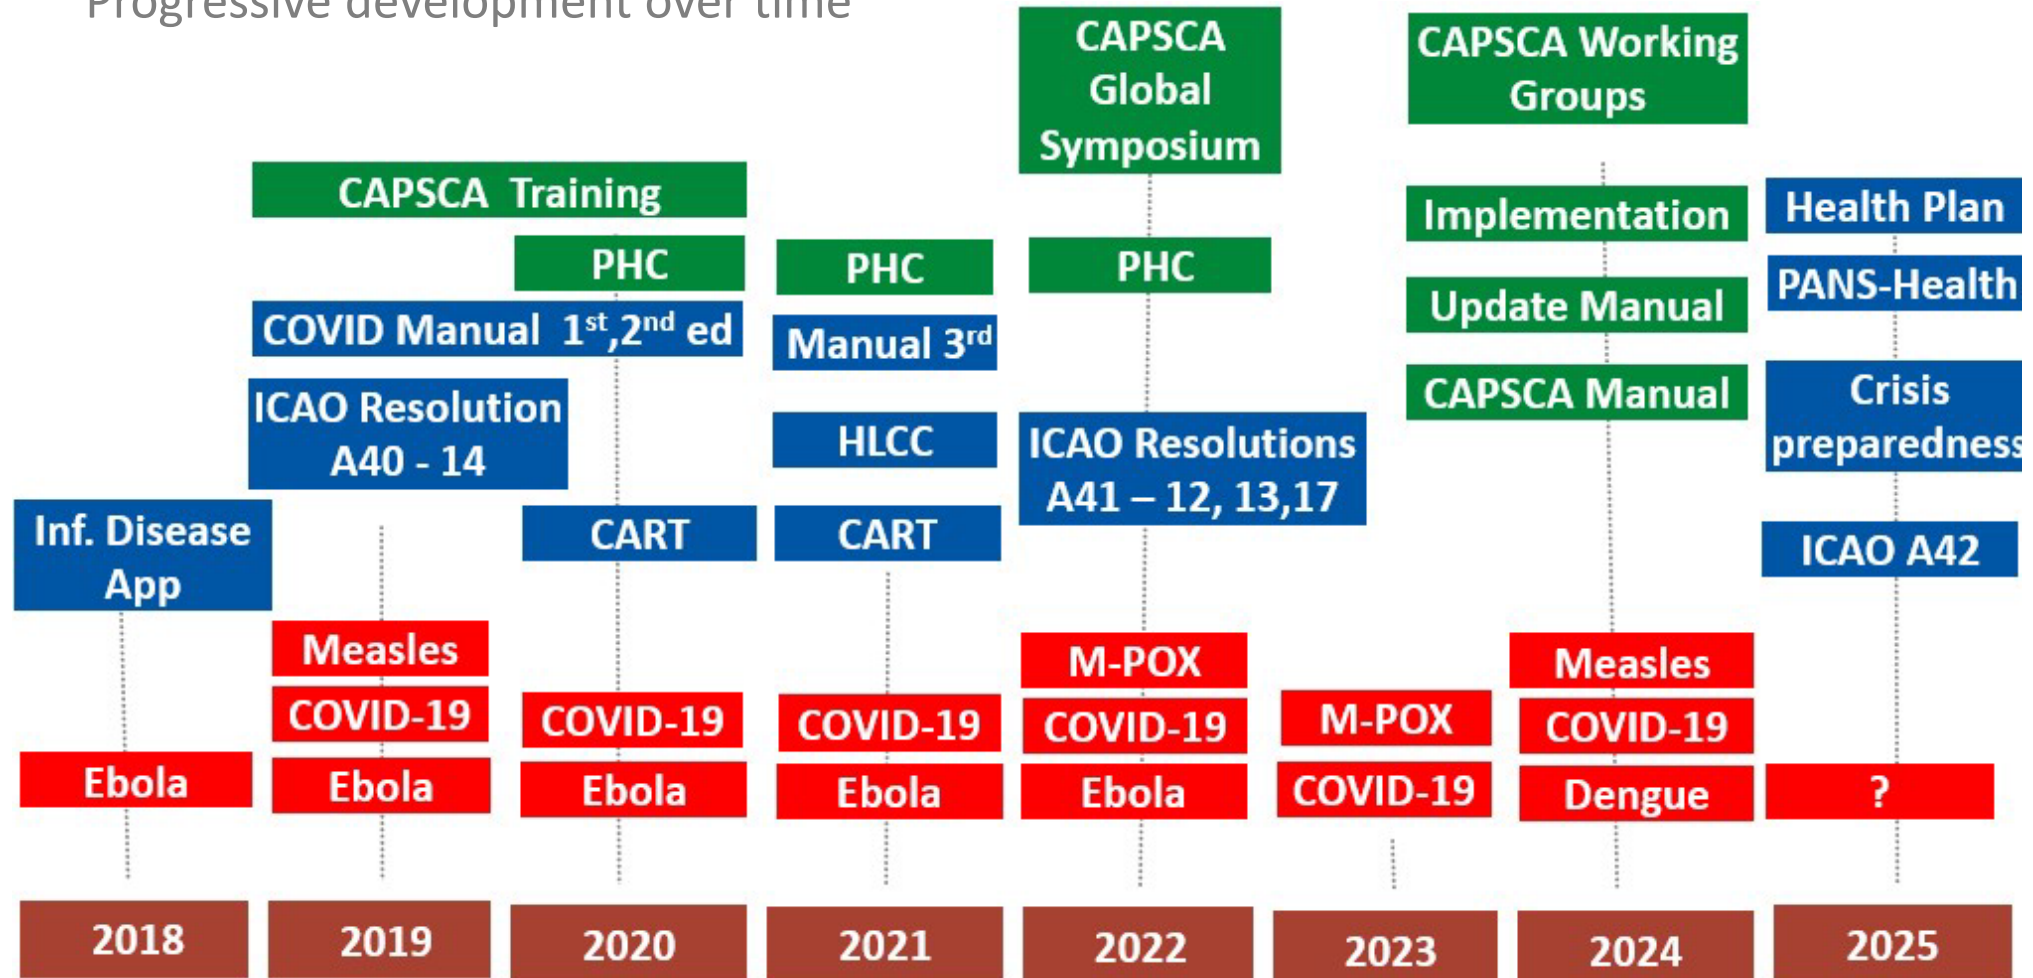 Progressive development over time
CAPSCA
Global
Symposium
CAPSCA Working
Groups
CAPSCA Training
Implementation
Health Plan
PHC
PHC
PHC
PANS-Health
Update Manual
COVID Manual 1st,2nd ed
Manual 3rd
CAPSCA Manual
Crisis
preparedness
ICAO Resolution
A40 - 14
HLCC
ICAO Resolutions
A41 – 12, 13,17
Inf. Disease
App
CART
CART
ICAO A42
Measles
M-POX
Measles
COVID-19
COVID-19
COVID-19
COVID-19
M-POX
COVID-19
Ebola
Ebola
Ebola
Ebola
Ebola
COVID-19
Dengue
?
2018
2019
2020
2021
2022
2023
2024
2025